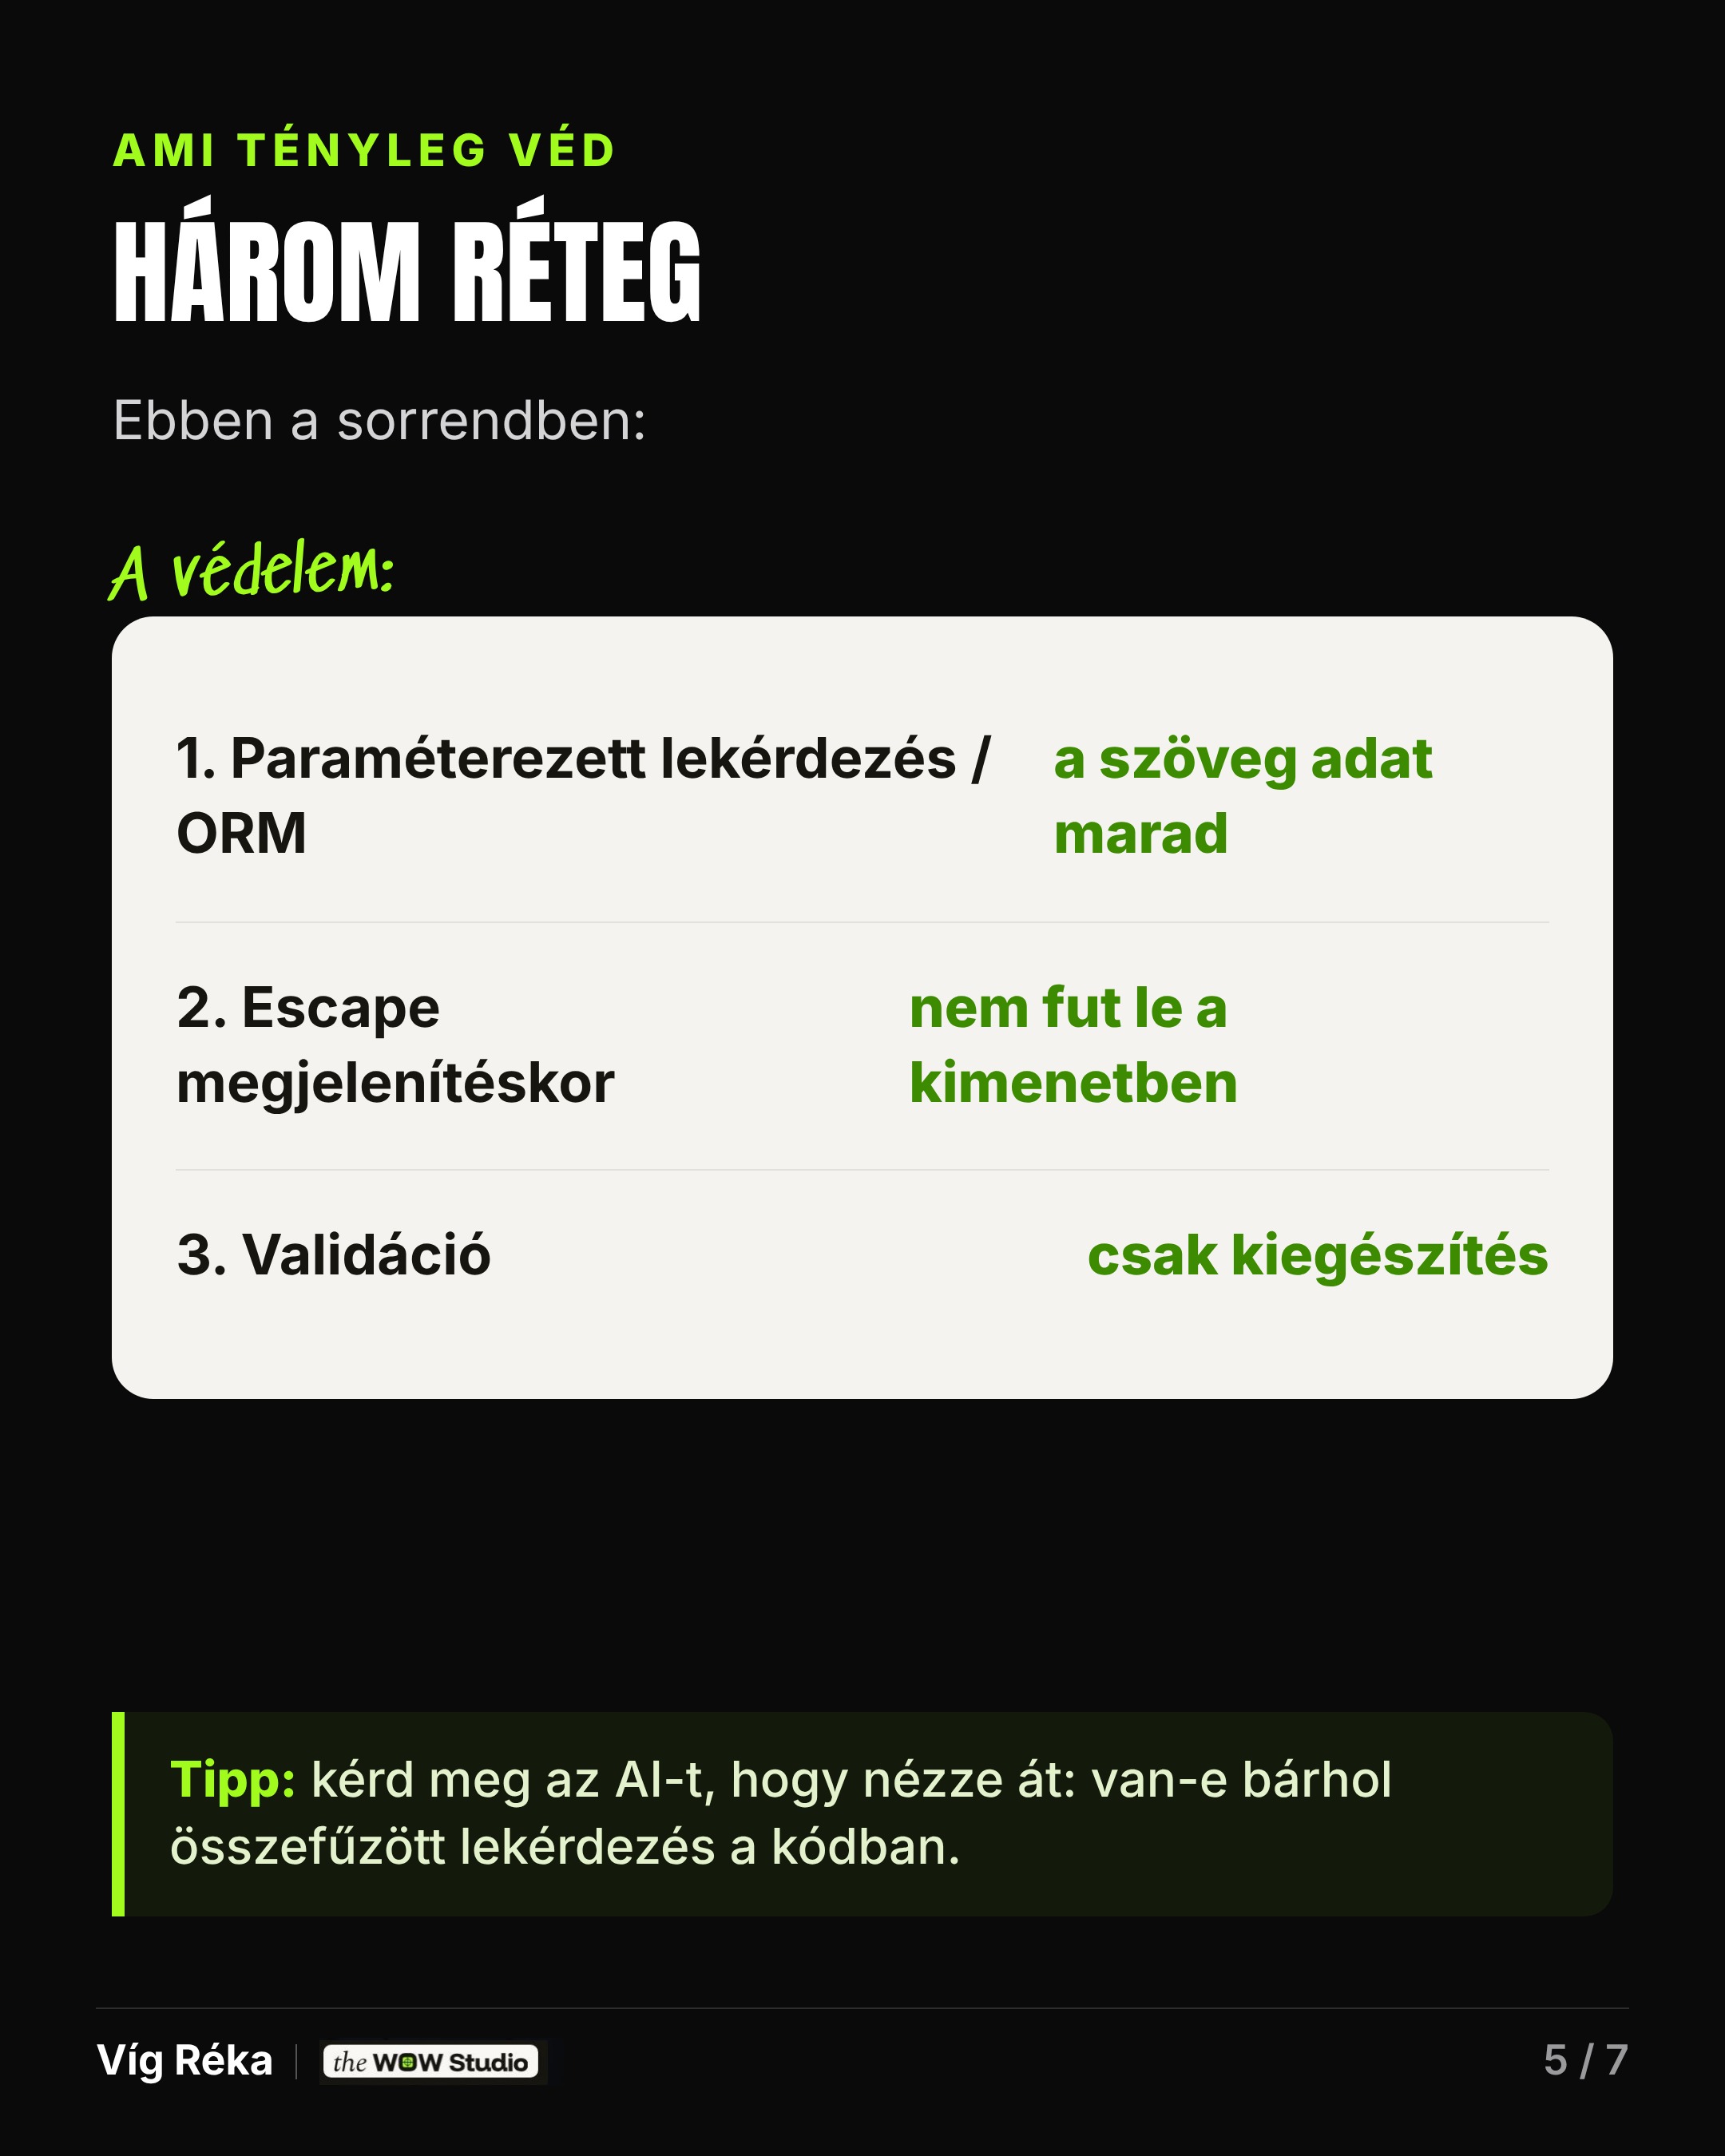 AMI TÉNYLEG VÉD
HÁROM RÉTEG
Ebben a sorrendben:
A védelem:
1. Paraméterezett lekérdezés /
ORM
a szöveg adat
marad
2. Escape
megjelenítéskor
nem fut le a
kimenetben
3. Validáció
csak kiegészítés
Tipp: kérd meg az AI-t, hogy nézze át: van-e bárhol
összefűzött lekérdezés a kódban.
Víg Réka
the WOW Studio
5 / 7